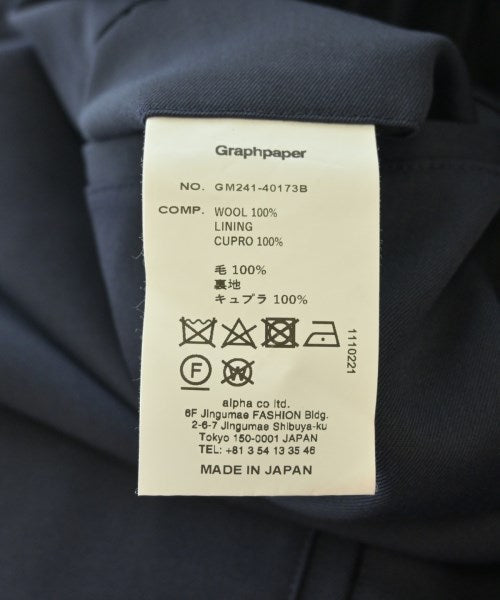 Graphpaper
NO. GM241-40173B
COMP. WOOL 100%
LINING
CUPRO 100%
毛 100%
裏地
キュプラ 100%
1110221
F W
alpha co ltd.
6F Jingumae FASHION Bldg.
2-6-7 Jingumae Shibuya-ku
Tokyo 150-0001 JAPAN
TEL: +81 3 54 13 35 46
MADE IN JAPAN